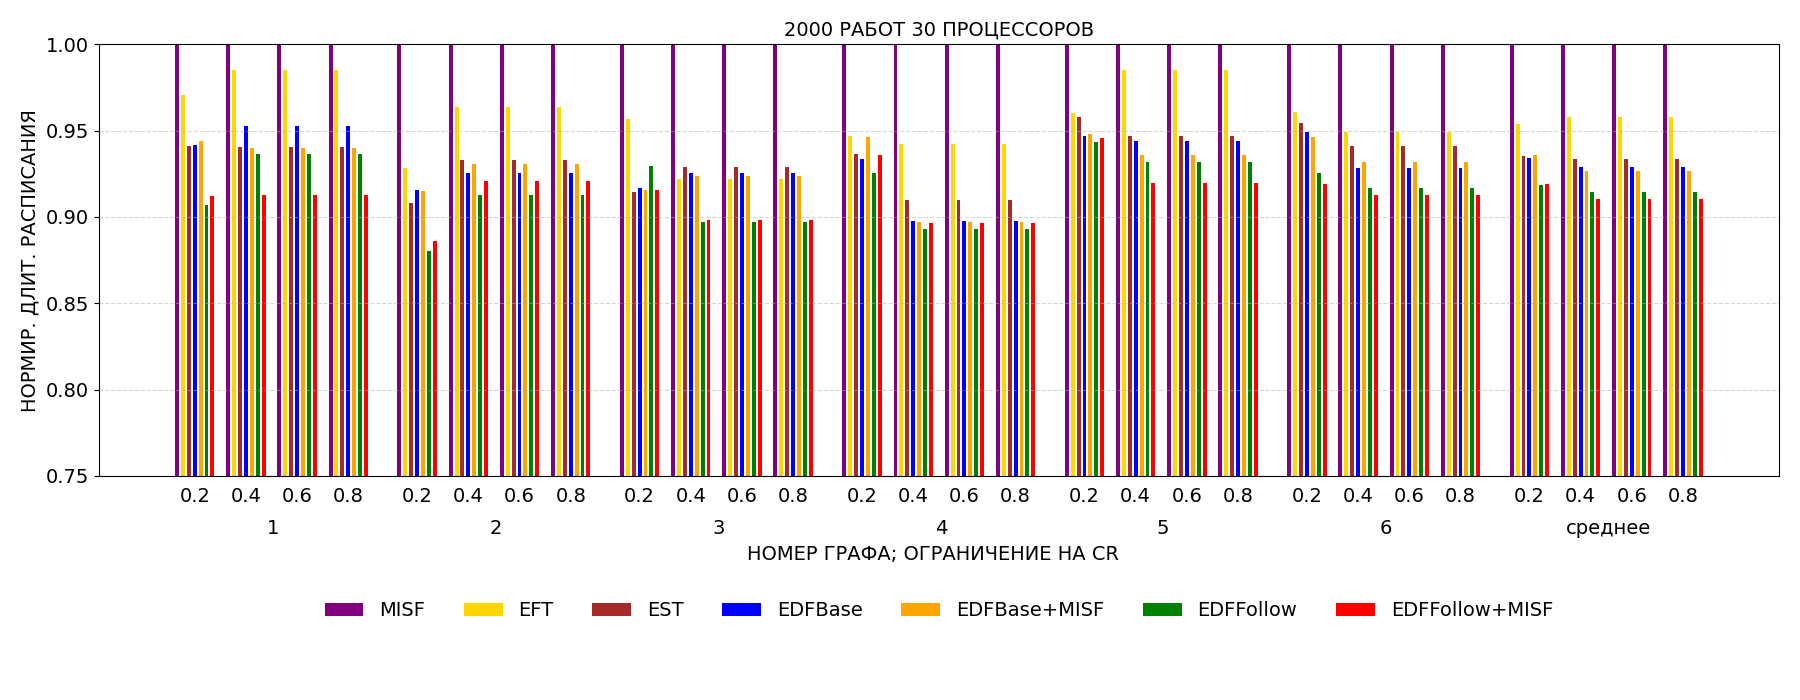 2000 РАБОТ 30 ПРОЦЕССОРОВ
НОРМИР. ДЛИТ. РАСПИСАНИЯ
1.00
0.95
0.90
0.85
0.80
0.75
0.2 0.4 0.6 0.8 0.2 0.4 0.6 0.8 0.2 0.4 0.6 0.8 0.2 0.4 0.6 0.8 0.2 0.4 0.6 0.8 0.2 0.4 0.6 0.8 0.2 0.4 0.6 0.8
1 2 3 4 5 6 среднее
НОМЕР ГРАФА; ОГРАНИЧЕНИЕ НА CR
MISF EFT EST EDFBase EDFBase+MISF EDFFollow EDFFollow+MISF